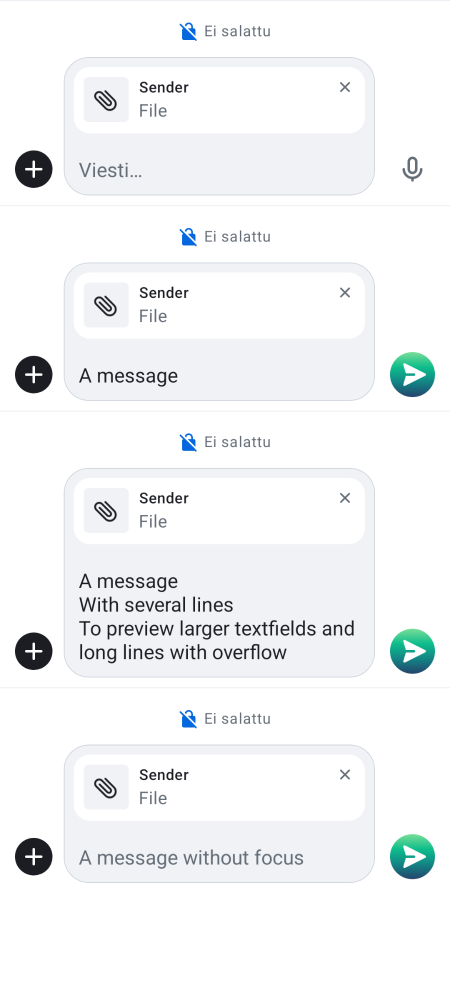 Ei salattu
Sender
File
Viesti…
Ei salattu
Sender
File
A message
Ei salattu
Sender
File
A message
With several lines
To preview larger textfields and
long lines with overflow
Ei salattu
Sender
File
A message without focus